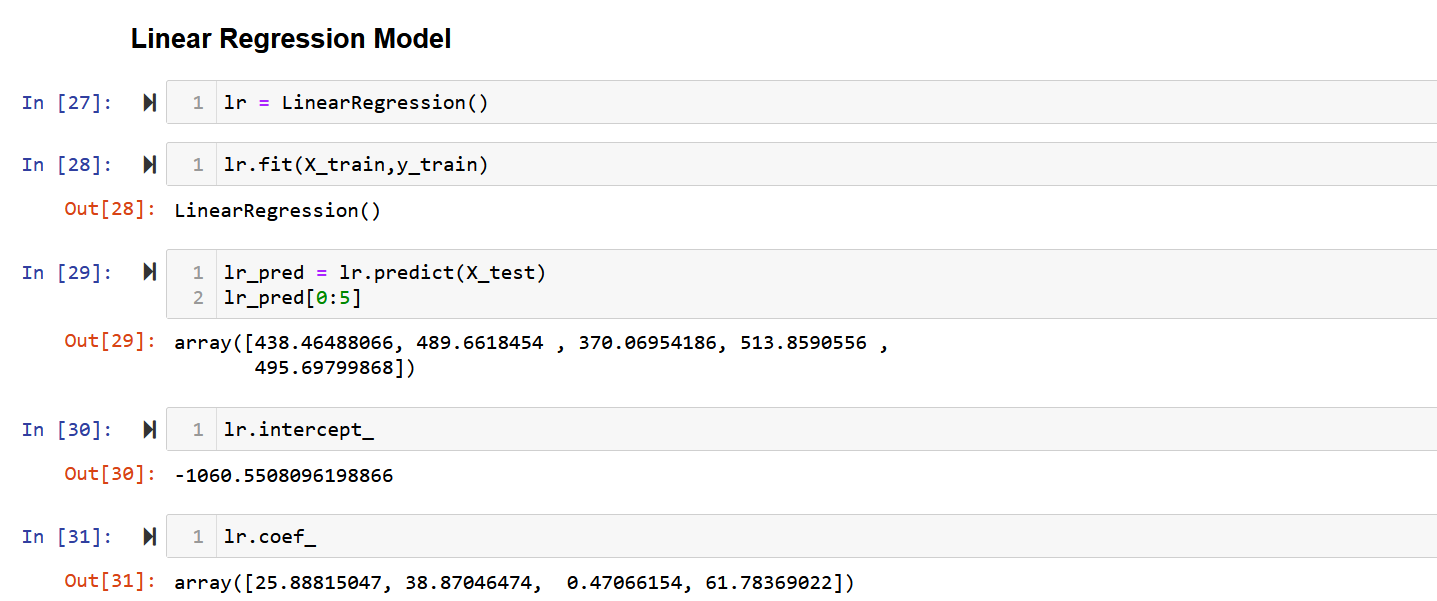 Linear Regression Model
In [27]: 1 lr = LinearRegression()
In [28]: 1 lr.fit(X_train,y_train)
Out[28]: LinearRegression()
In [29]: 1 lr_pred = lr.predict(X_test)
2 lr_pred[0:5]
Out[29]: array([438.46488066, 489.6618454 , 370.06954186, 513.8590556 ,
495.69799868])
In [30]: 1 lr.intercept_
Out[30]: -1060.5508096198866
In [31]: 1 lr.coef_
Out[31]: array([25.88815047, 38.87046474,  0.47066154, 61.78369022])